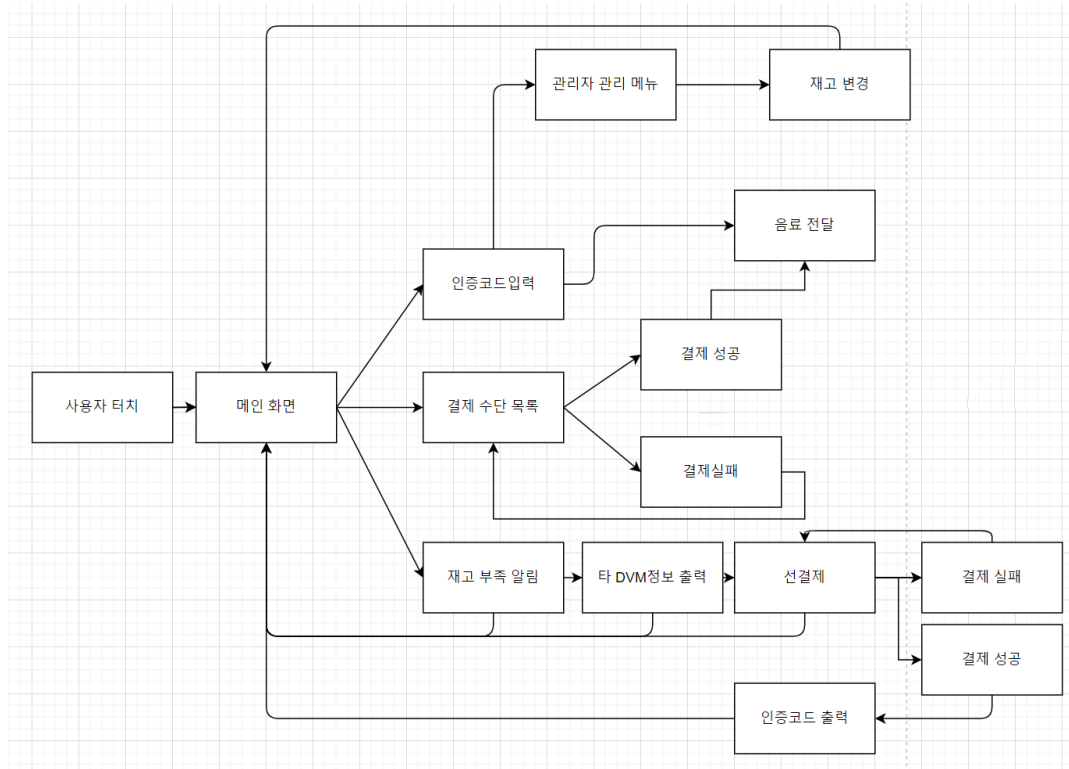 관리자 관리 메뉴
재고 변경
음료 전달
인증코드입력
결제 성공
사용자 터치
메인 화면
결제 수단 목록
결제실패
재고 부족 알림
타 DVM정보 출력
선결제
결제 실패
결제 성공
인증코드 출력